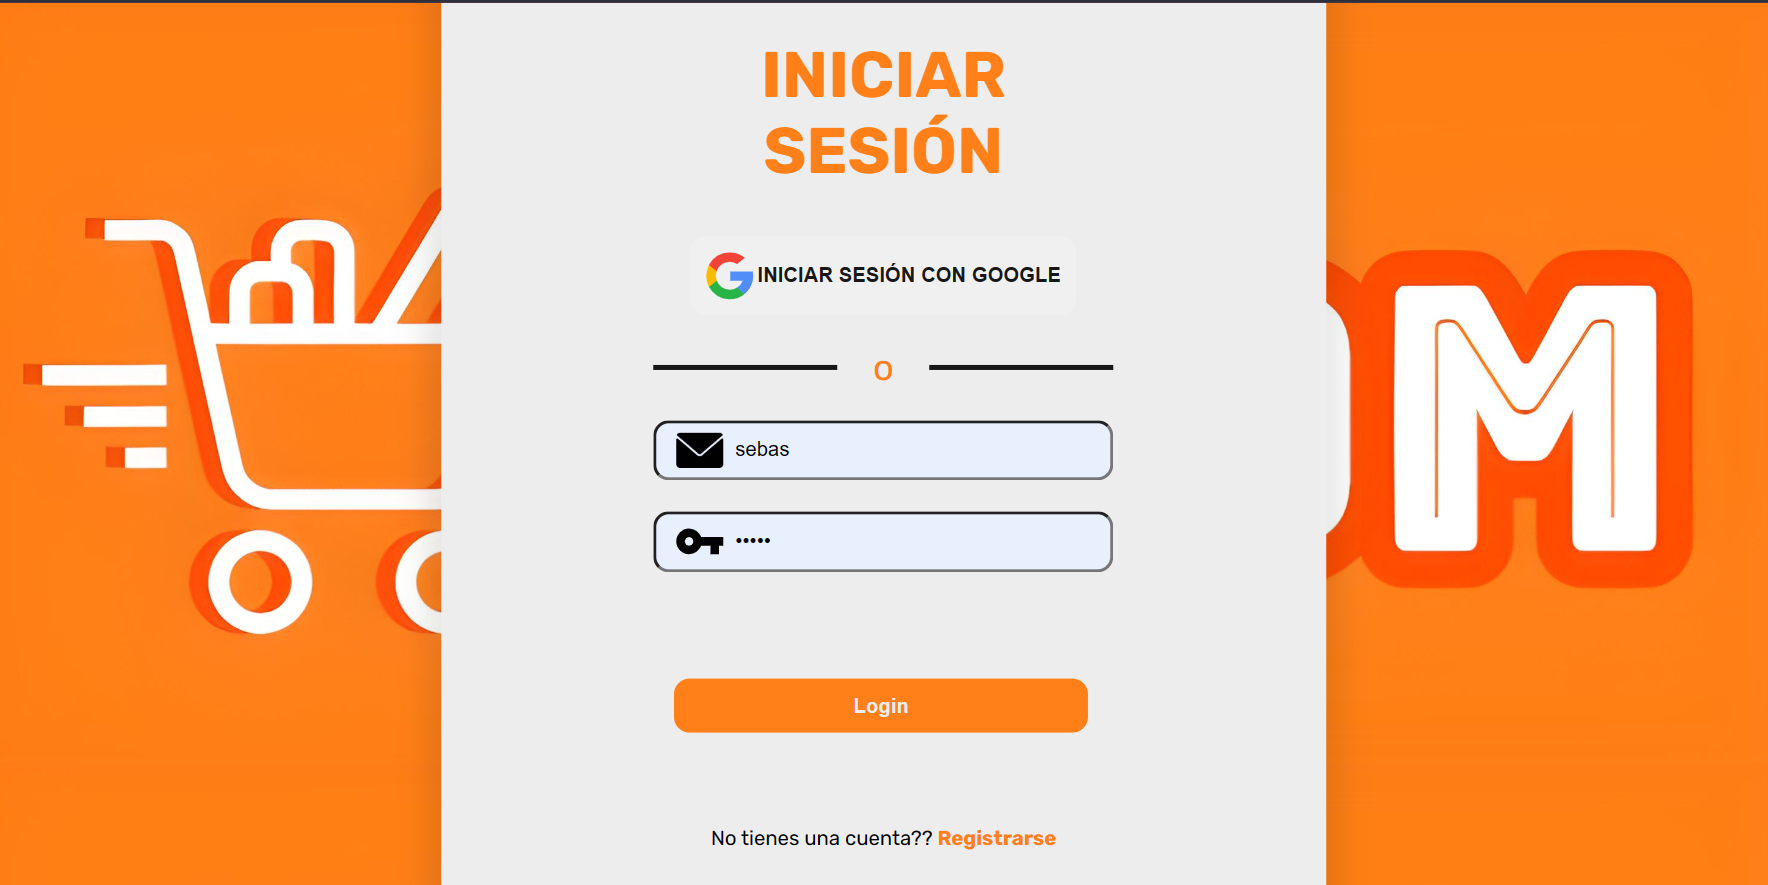 INICIAR
SESIÓN
INICIAR SESIÓN CON GOOGLE
O
sebas
•••••
Login
No tienes una cuenta?? Registrarse
M